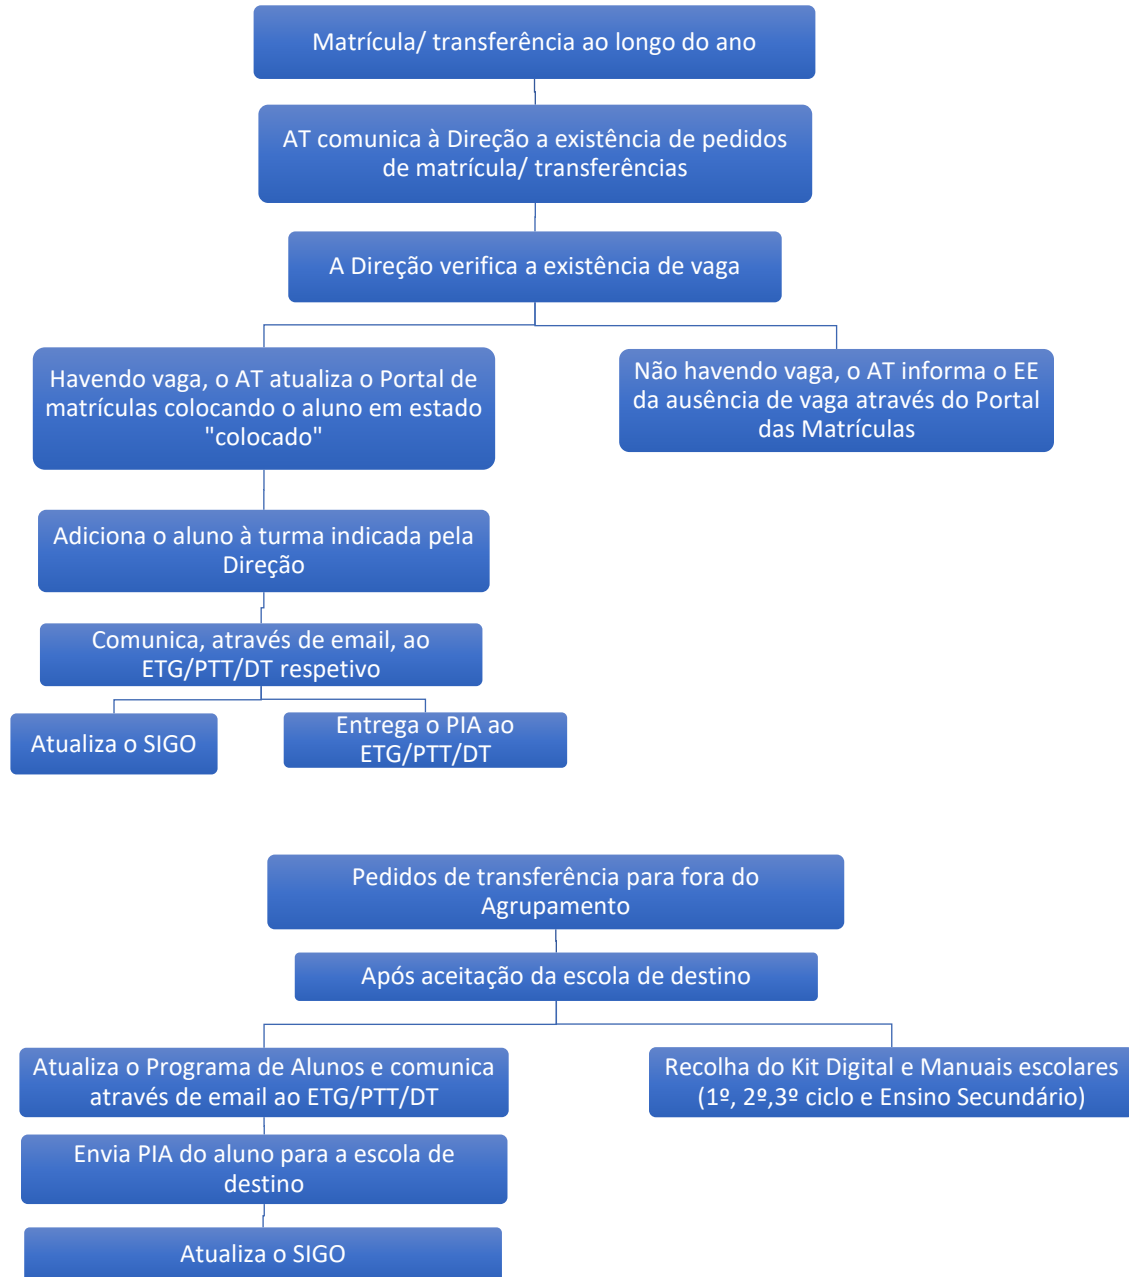 Matrícula/ transferência ao longo do ano
AT comunica à Direção a existência de pedidos
de matrícula/ transferências
A Direção verifica a existência de vaga
Havendo vaga, o AT atualiza o Portal de
matrículas colocando o aluno em estado
"colocado"
Não havendo vaga, o AT informa o EE
da ausência de vaga através do Portal
das Matrículas
Adiciona o aluno à turma indicada pela
Direção
Comunica, através de email, ao
ETG/PTT/DT respetivo
Atualiza o SIGO
Entrega o PIA ao
ETG/PTT/DT
Pedidos de transferência para fora do
Agrupamento
Após aceitação da escola de destino
Atualiza o Programa de Alunos e comunica
através de email ao ETG/PTT/DT
Recolha do Kit Digital e Manuais escolares
(1º, 2º,3º ciclo e Ensino Secundário)
Envia PIA do aluno para a escola de
destino
Atualiza o SIGO